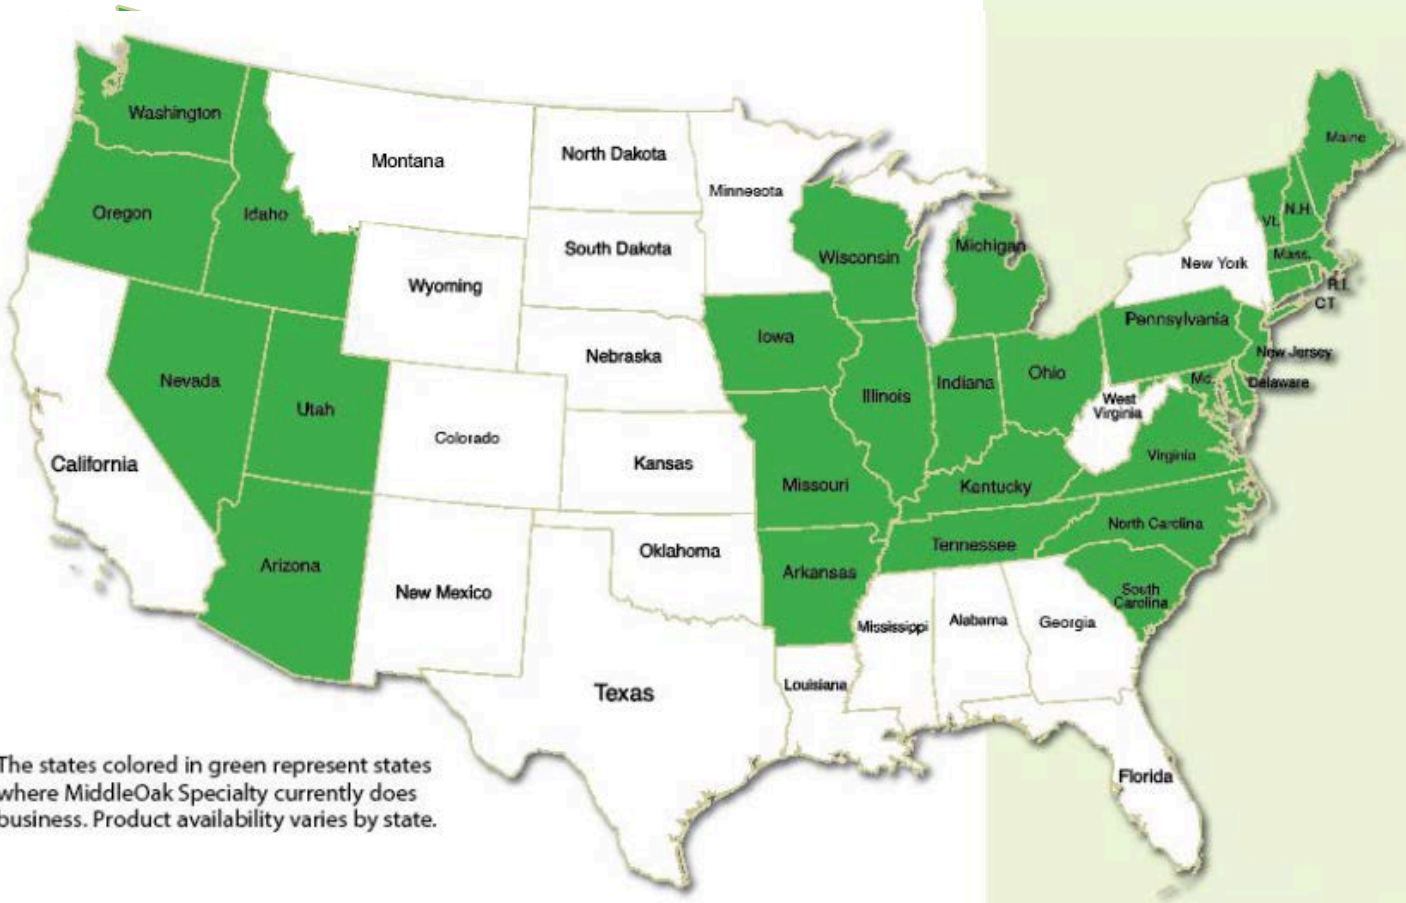 Washington
Montana
North Dakota
Minnesota
Maine
Oregon
Idaho
Vt.
N.H.
South Dakota
Wisconsin
Michigan
New York
Mass.
Wyoming
R.I.
CT
Iowa
Pennsylvania
Nebraska
New Jersey
Nevada
Utah
Illinois
Indiana
Ohio
Md.
Delaware
West
Virginia
Colorado
California
Kansas
Virginia
Missouri
Kentucky
North Carolina
Oklahoma
Tennessee
Arizona
New Mexico
Arkansas
South
Carolina
Mississippi
Alabama
Georgia
Texas
Louisiana
Florida
The states colored in green represent states
where MiddleOak Specialty currently does
business. Product availability varies by state.